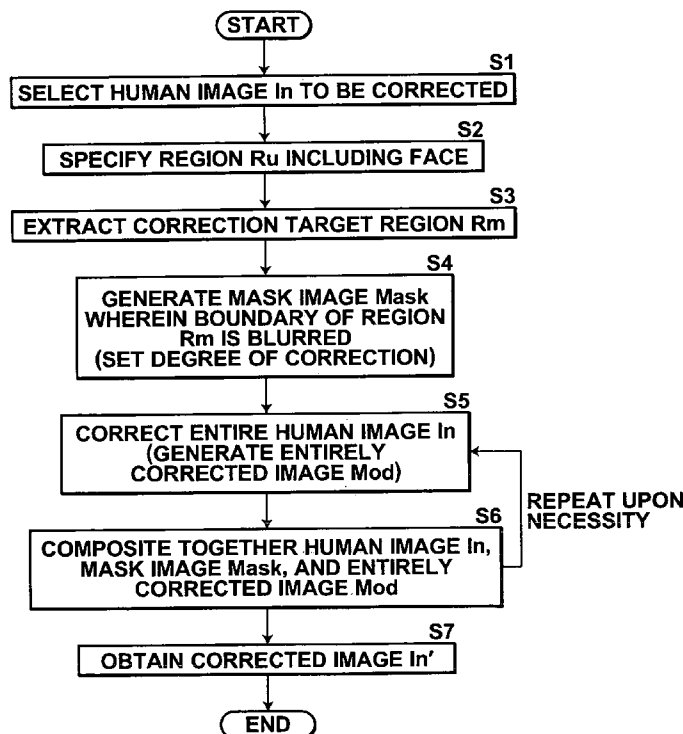 START
S1
SELECT HUMAN IMAGE In TO BE CORRECTED
S2
SPECIFY REGION Ru INCLUDING FACE
S3
EXTRACT CORRECTION TARGET REGION Rm
S4
GENERATE MASK IMAGE Mask
WHEREIN BOUNDARY OF REGION
Rm IS BLURRED
(SET DEGREE OF CORRECTION)
S5
CORRECT ENTIRE HUMAN IMAGE In
(GENERATE ENTIRELY
CORRECTED IMAGE Mod)
REPEAT UPON
NECESSITY
S6
COMPOSITE TOGETHER HUMAN IMAGE In,
MASK IMAGE Mask, AND ENTIRELY
CORRECTED IMAGE Mod
S7
OBTAIN CORRECTED IMAGE In′
END